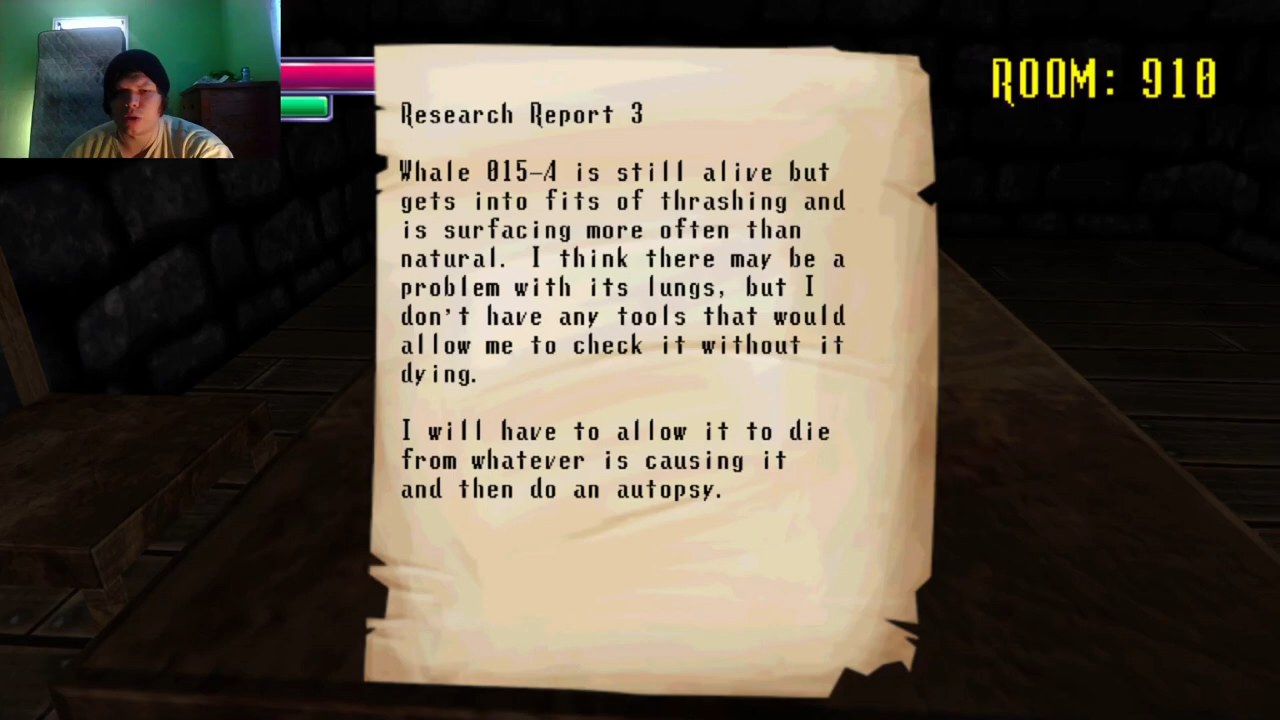 ROOM: 910
Research Report 3
Whale 015-A is still alive but
gets into fits of thrashing and
is surfacing more often than
natural. I think there may be a
problem with its lungs, but I
don't have any tools that would
allow me to check it without it
dying.
I will have to allow it to die
from whatever is causing it
and then do an autopsy.